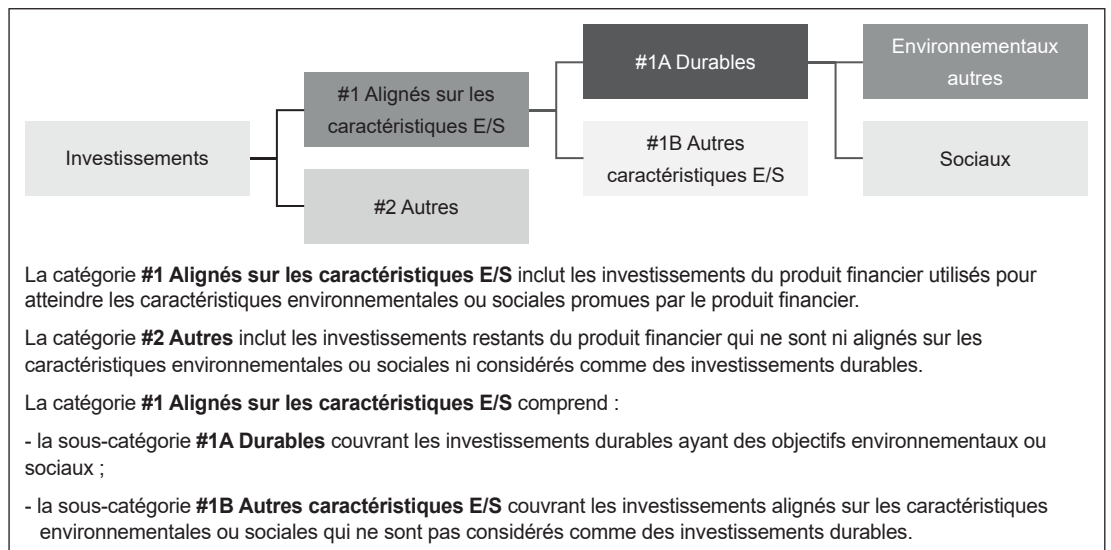 Investissements
#1 Alignés sur les
caractéristiques E/S
#2 Autres
#1A Durables
#1B Autres
caractéristiques E/S
Environnementaux
autres
Sociaux
La catégorie #1 Alignés sur les caractéristiques E/S inclut les investissements du produit financier utilisés pour
atteindre les caractéristiques environnementales ou sociales promues par le produit financier.
La catégorie #2 Autres inclut les investissements restants du produit financier qui ne sont ni alignés sur les
caractéristiques environnementales ou sociales ni considérés comme des investissements durables.
La catégorie #1 Alignés sur les caractéristiques E/S comprend :
- la sous-catégorie #1A Durables couvrant les investissements durables ayant des objectifs environnementaux ou
sociaux ;
- la sous-catégorie #1B Autres caractéristiques E/S couvrant les investissements alignés sur les caractéristiques
environnementales ou sociales qui ne sont pas considérés comme des investissements durables.